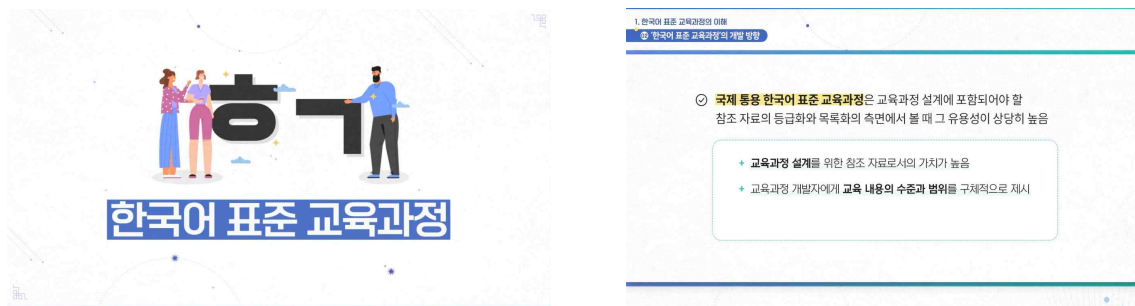 ㅎㄱ
한국어 표준 교육과정
1. 한국어 표준 교육과정의 이해
02 '한국어 표준 교육과정'의 개발 방향
국제 통용 한국어 표준 교육과정은 교육과정 설계에 포함되어야 할
참조 자료의 등급화와 목록화의 측면에서 볼 때 그 유용성이 상당히 높음
+ 교육과정 설계를 위한 참조 자료로서의 가치가 높음
+ 교육과정 개발자에게 교육 내용의 수준과 범위를 구체적으로 제시